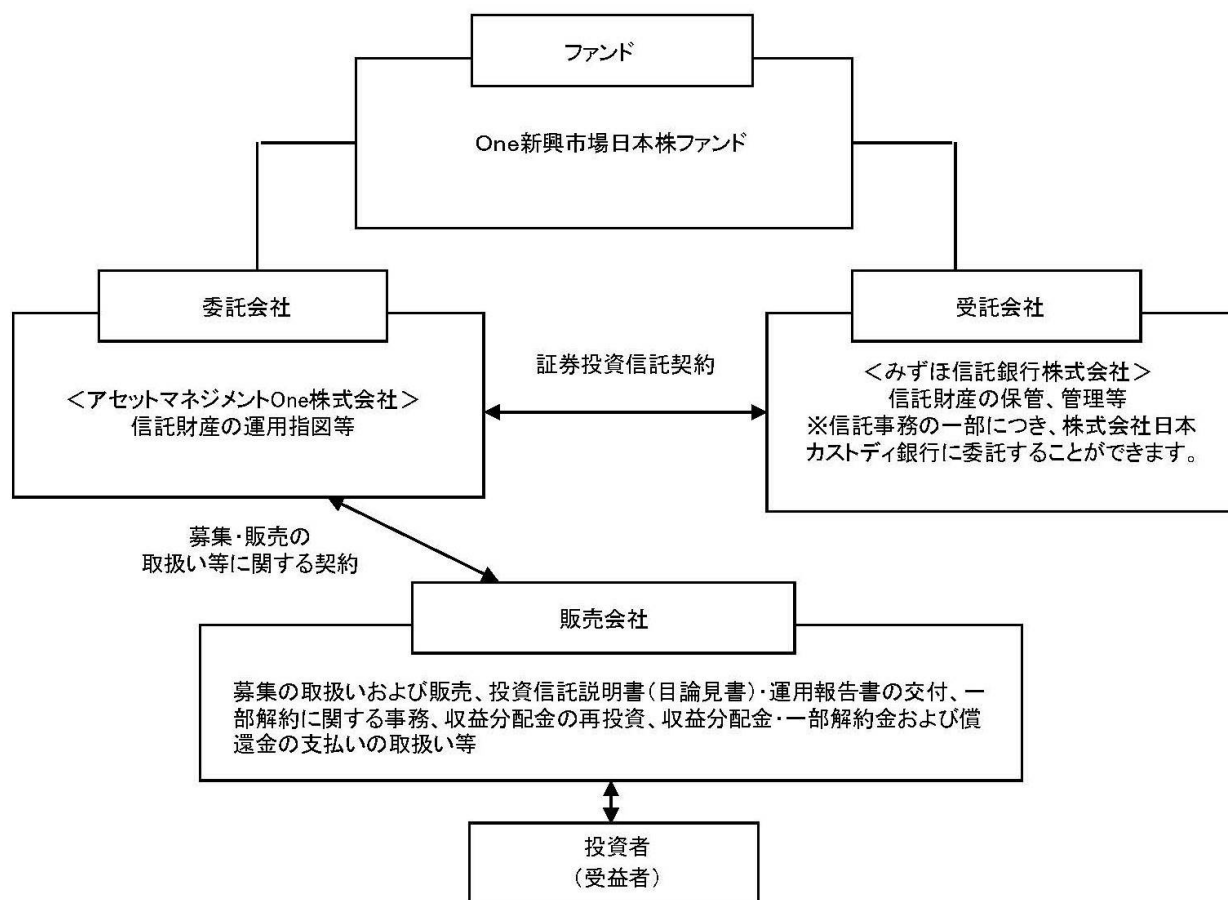 ファンド
One新興市場日本株ファンド
委託会社
<アセットマネジメントOne株式会社>
信託財産の運用指図等
証券投資信託契約
受託会社
<みずほ信託銀行株式会社>
信託財産の保管、管理等
※信託事務の一部につき、株式会社日本
カストディ銀行に委託することができます。
募集・販売の
取扱い等に関する契約
販売会社
募集の取扱いおよび販売、投資信託説明書(目論見書)・運用報告書の交付、一
部解約に関する事務、収益分配金の再投資、収益分配金・一部解約金および償
還金の支払いの取扱い等
投資者
(受益者)